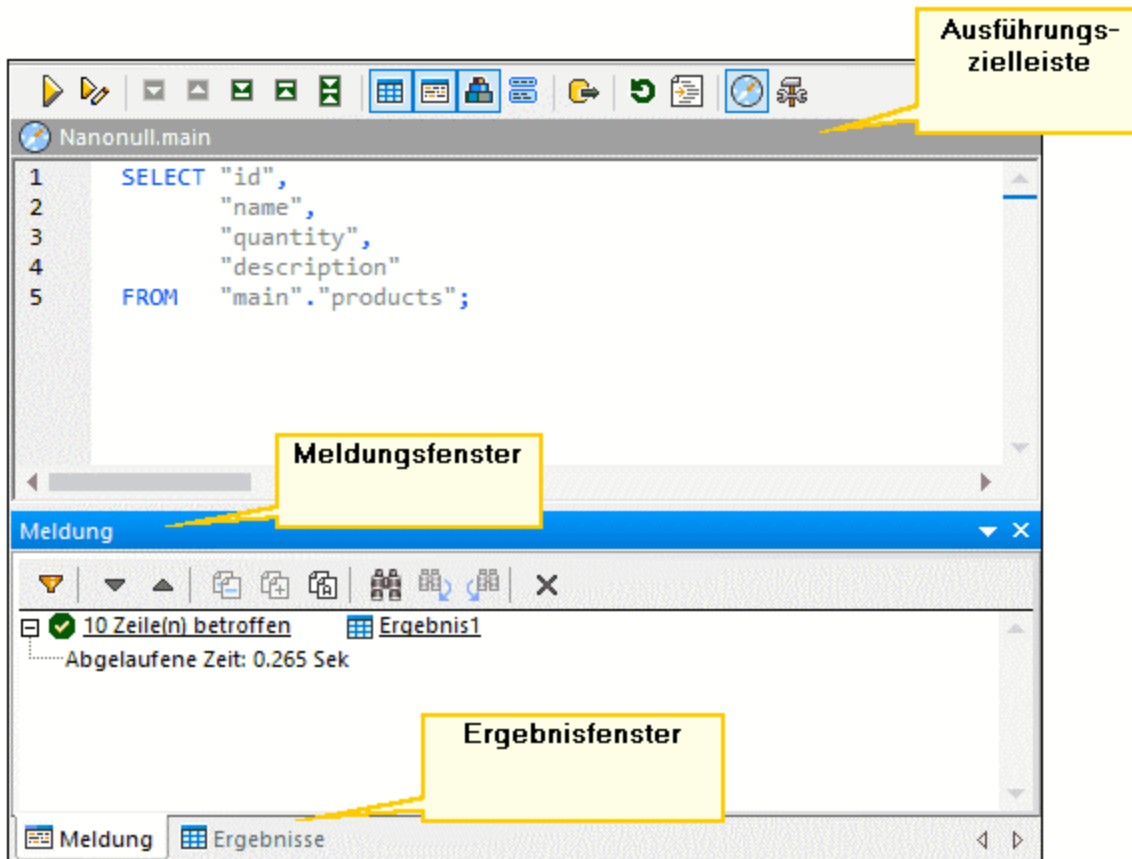 Ausführungs-
zielleiste
Nanonull.main
1 SELECT "id",
2 "name",
3 "quantity",
4 "description"
5 FROM "main"."products";
Meldungsfenster
Meldung
10 Zeile(n) betroffen Ergebnis1
Abgelaufene Zeit: 0.265 Sek
Ergebnisfenster
Meldung Ergebnisse